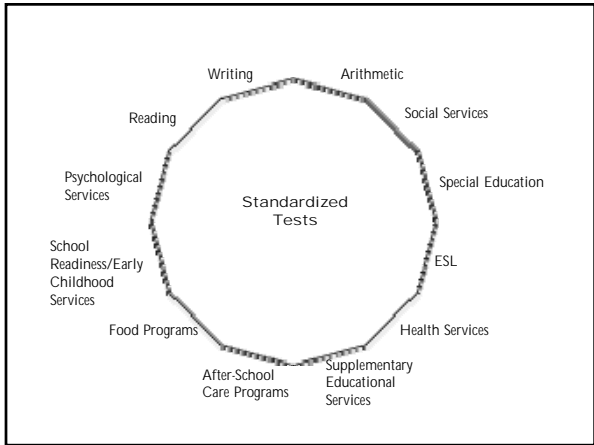 Writing
Arithmetic
Reading
Social Services
Psychological
Services
Special Education
Standardized
Tests
School
Readiness/Early
Childhood
Services
ESL
Food Programs
Health Services
After-School
Care Programs
Supplementary
Educational
Services